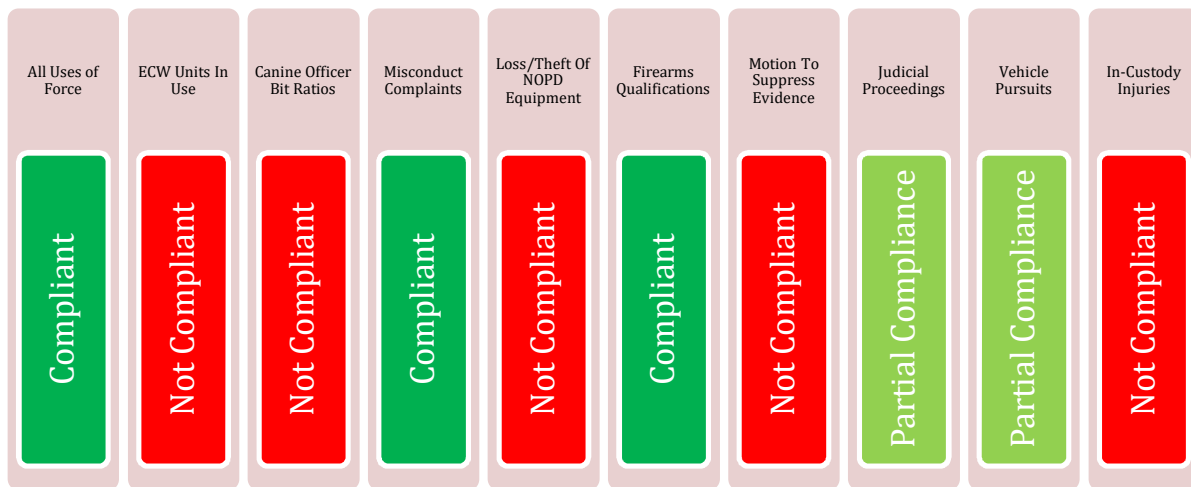 All Uses of
Force
ECW Units In
Use
Canine Officer
Bit Ratios
Misconduct
Complaints
Loss/Theft Of
NOPD
Equipment
Firearms
Qualifications
Motion To
Suppress
Evidence
Judicial
Proceedings
Vehicle
Pursuits
In-Custody
Injuries
Compliant
Not Compliant
Not Compliant
Compliant
Not Compliant
Compliant
Not Compliant
Partial Compliance
Partial Compliance
Not Compliant